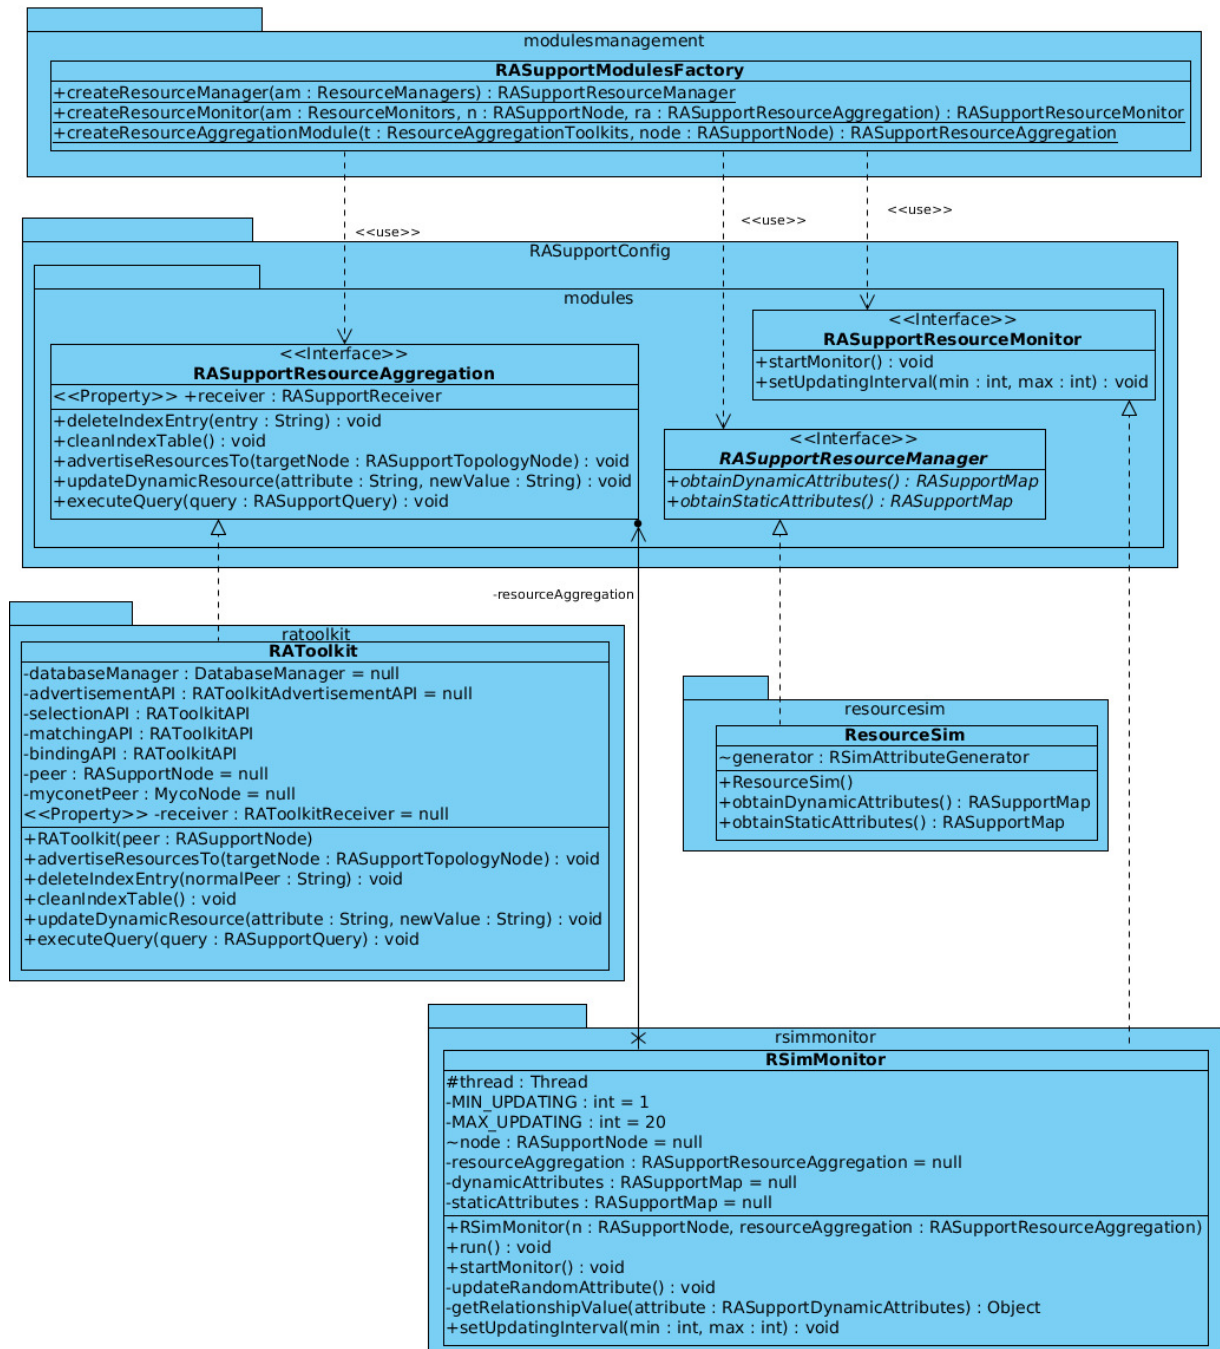 modulesmanagement
RASupportModulesFactory
+createResourceManager(am : ResourceManagers) : RASupportResourceManager
+createResourceMonitor(am : ResourceMonitors, n : RASupportNode, ra : RASupportResourceAggregation) : RASupportResourceMonitor
+createResourceAggregationModule(t : ResourceAggregationToolkits, node : RASupportNode) : RASupportResourceAggregation
<<use>>
<<use>>
<<use>>
RASupportConfig
modules
<<Interface>>
RASupportResourceAggregation
<<Property>> +receiver : RASupportReceiver
+deleteIndexEntry(entry : String) : void
+cleanIndexTable() : void
+advertiseResourcesTo(targetNode : RASupportTopologyNode) : void
+updateDynamicResource(attribute : String, newValue : String) : void
+executeQuery(query : RASupportQuery) : void
<<Interface>>
RASupportResourceMonitor
+startMonitor() : void
+setUpdatingInterval(min : int, max : int) : void
<<Interface>>
RASupportResourceManager
+obtainDynamicAttributes() : RASupportMap
+obtainStaticAttributes() : RASupportMap
-resourceAggregation
ratoolkit
RAToolkit
-databaseManager : DatabaseManager = null
-advertisementAPI : RAToolkitAdvertisementAPI = null
-selectionAPI : RAToolkitAPI
-matchingAPI : RAToolkitAPI
-bindingAPI : RAToolkitAPI
-peer : RASupportNode = null
-myconetPeer : MycoNode = null
<<Property>> -receiver : RAToolkitReceiver = null
+RAToolkit(peer : RASupportNode)
+advertiseResourcesTo(targetNode : RASupportTopologyNode) : void
+deleteIndexEntry(normalPeer : String) : void
+cleanIndexTable() : void
+updateDynamicResource(attribute : String, newValue : String) : void
+executeQuery(query : RASupportQuery) : void
resourcesim
ResourceSim
~generator : RSimAttributeGenerator
+ResourceSim()
+obtainDynamicAttributes() : RASupportMap
+obtainStaticAttributes() : RASupportMap
rsimmonitor
RSimMonitor
#thread : Thread
-MIN_UPDATING : int = 1
-MAX_UPDATING : int = 20
~node : RASupportNode = null
-resourceAggregation : RASupportResourceAggregation = null
-dynamicAttributes : RASupportMap = null
-staticAttributes : RASupportMap = null
+RSimMonitor(n : RASupportNode, resourceAggregation : RASupportResourceAggregation)
+run() : void
+startMonitor() : void
-updateRandomAttribute() : void
-getRelationshipValue(attribute : RASupportDynamicAttributes) : Object
+setUpdatingInterval(min : int, max : int) : void